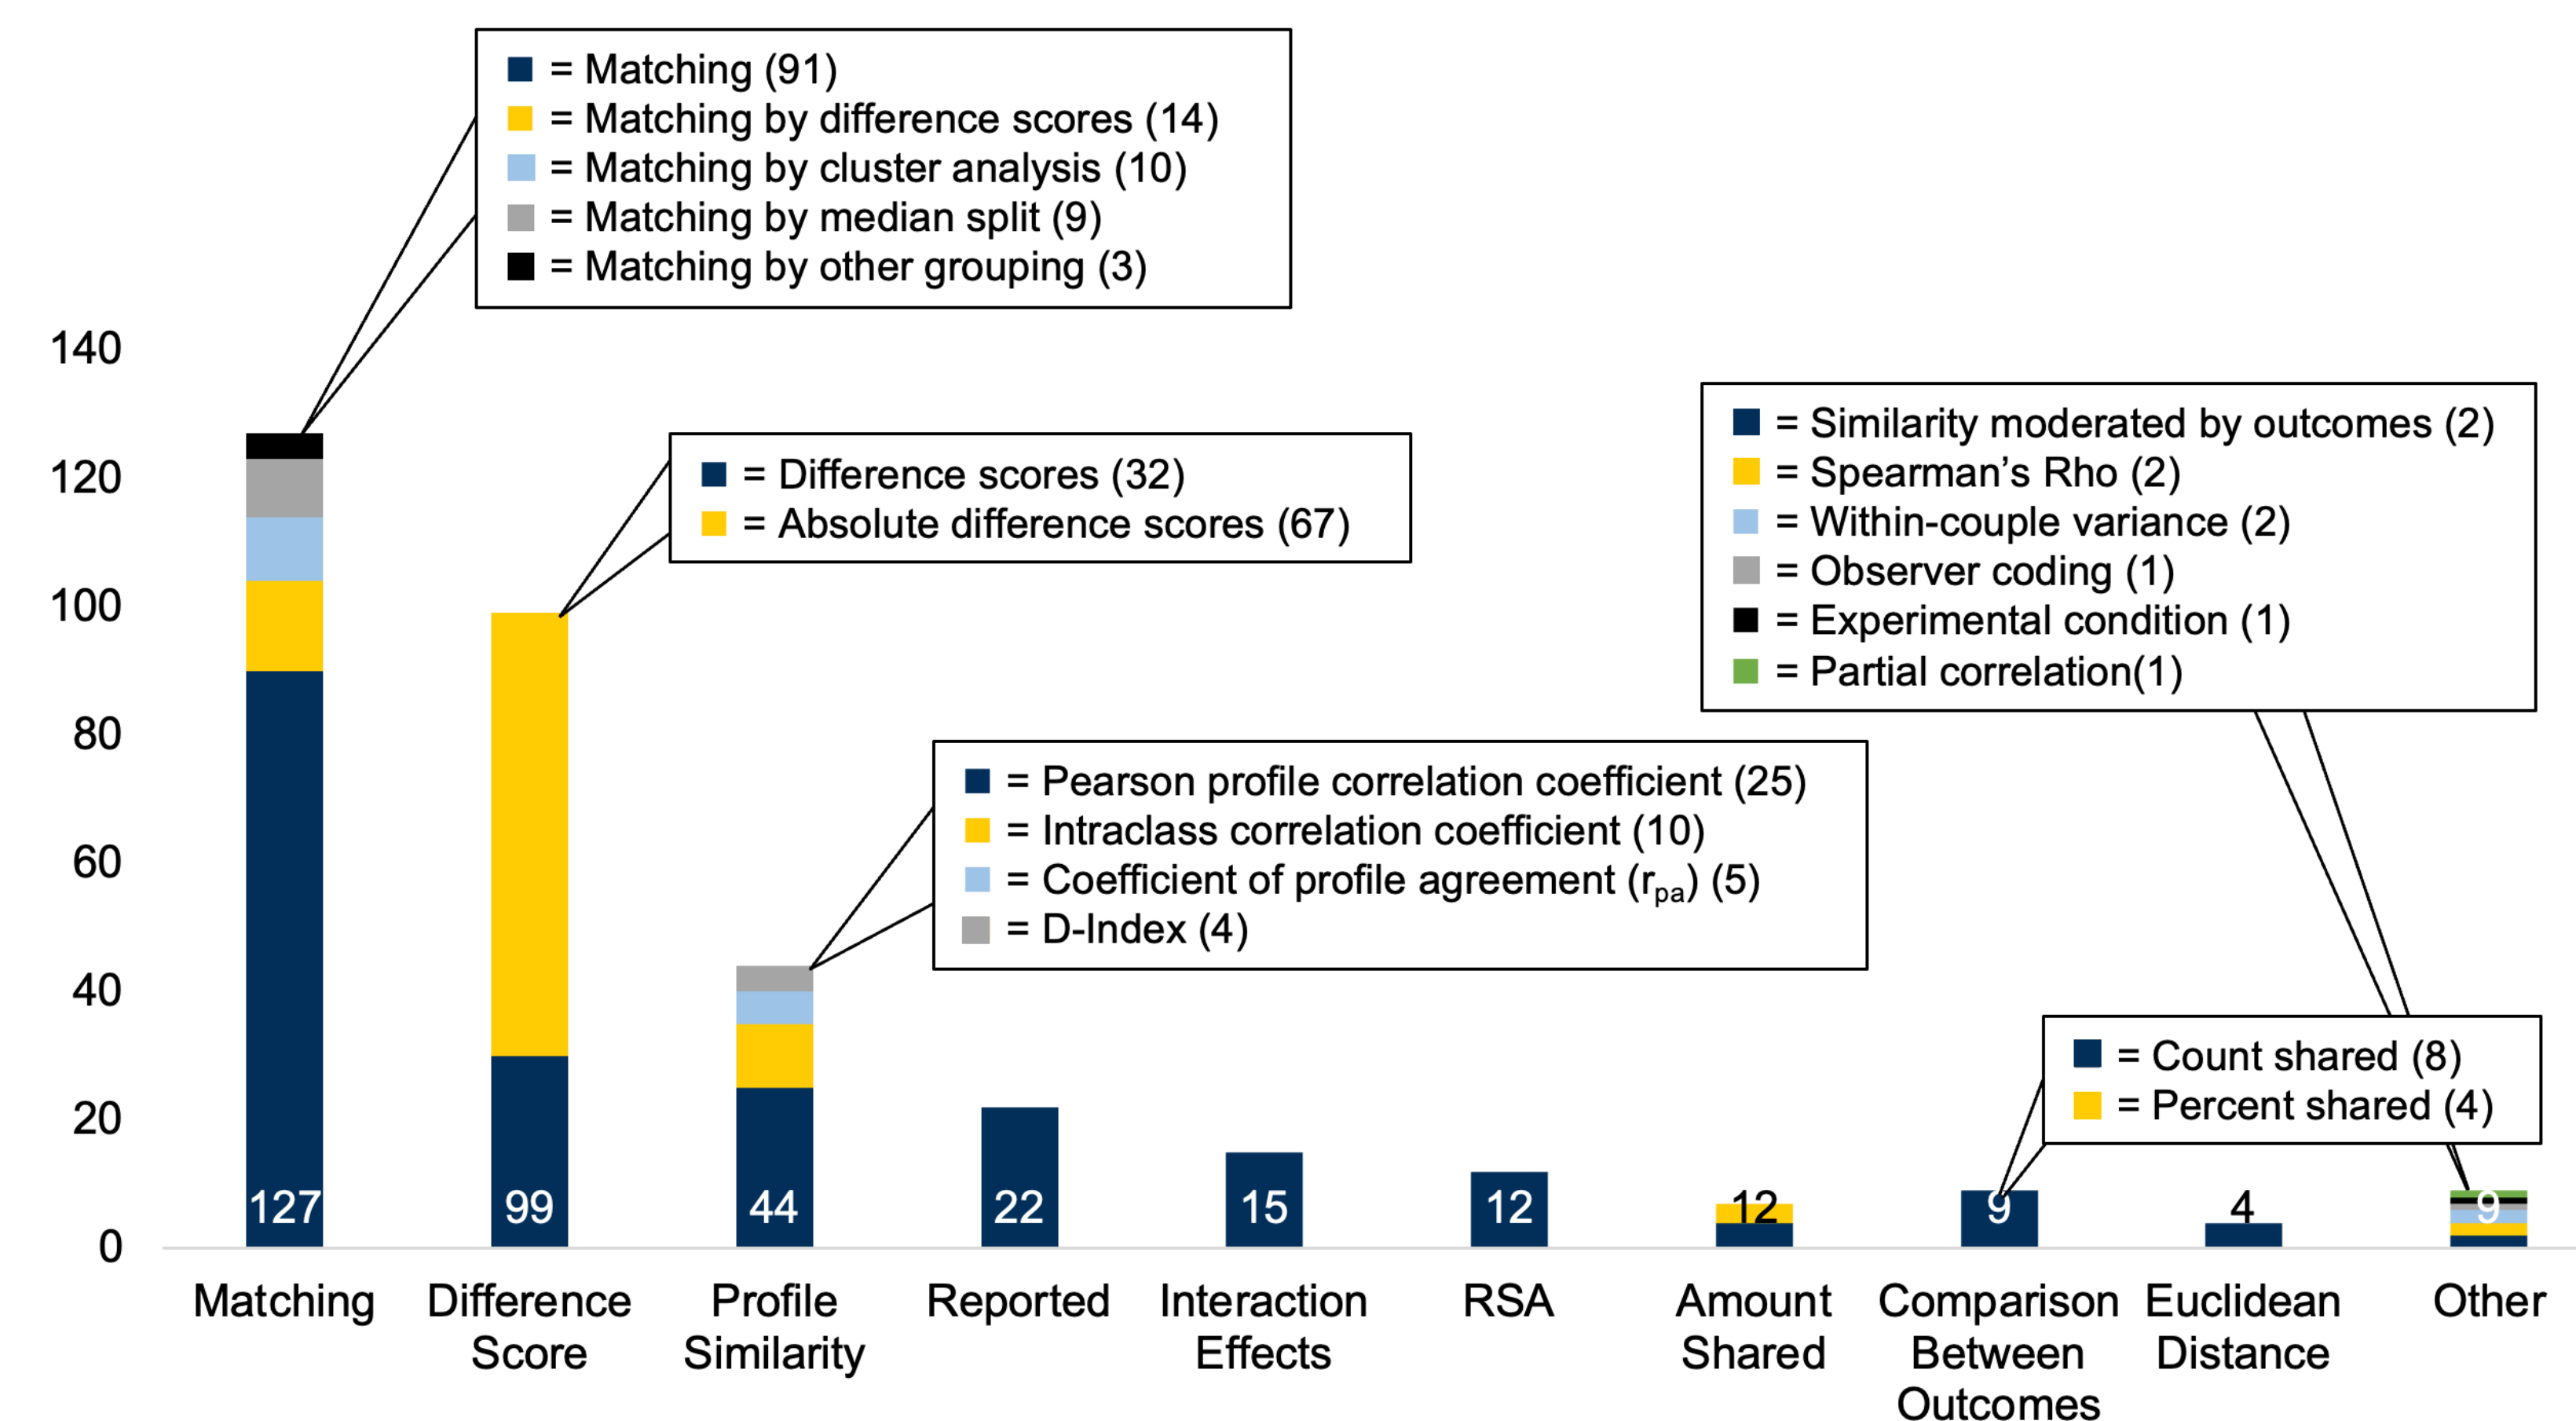 = Matching (91)
= Matching by difference scores (14)
= Matching by cluster analysis (10)
= Matching by median split (9)
= Matching by other grouping (3)
140
120
100
80
60
40
20
0
= Difference scores (32)
= Absolute difference scores (67)
= Similarity moderated by outcomes (2)
= Spearman’s Rho (2)
= Within-couple variance (2)
= Observer coding (1)
= Experimental condition (1)
= Partial correlation(1)
= Pearson profile correlation coefficient (25)
= Intraclass correlation coefficient (10)
= Coefficient of profile agreement (rpa) (5)
= D-Index (4)
= Count shared (8)
= Percent shared (4)
127
99
44
22
15
12
12
9
4
9
Matching
Difference
Score
Profile
Similarity
Reported
Interaction
Effects
RSA
Amount
Shared
Comparison
Between
Outcomes
Euclidean
Distance
Other